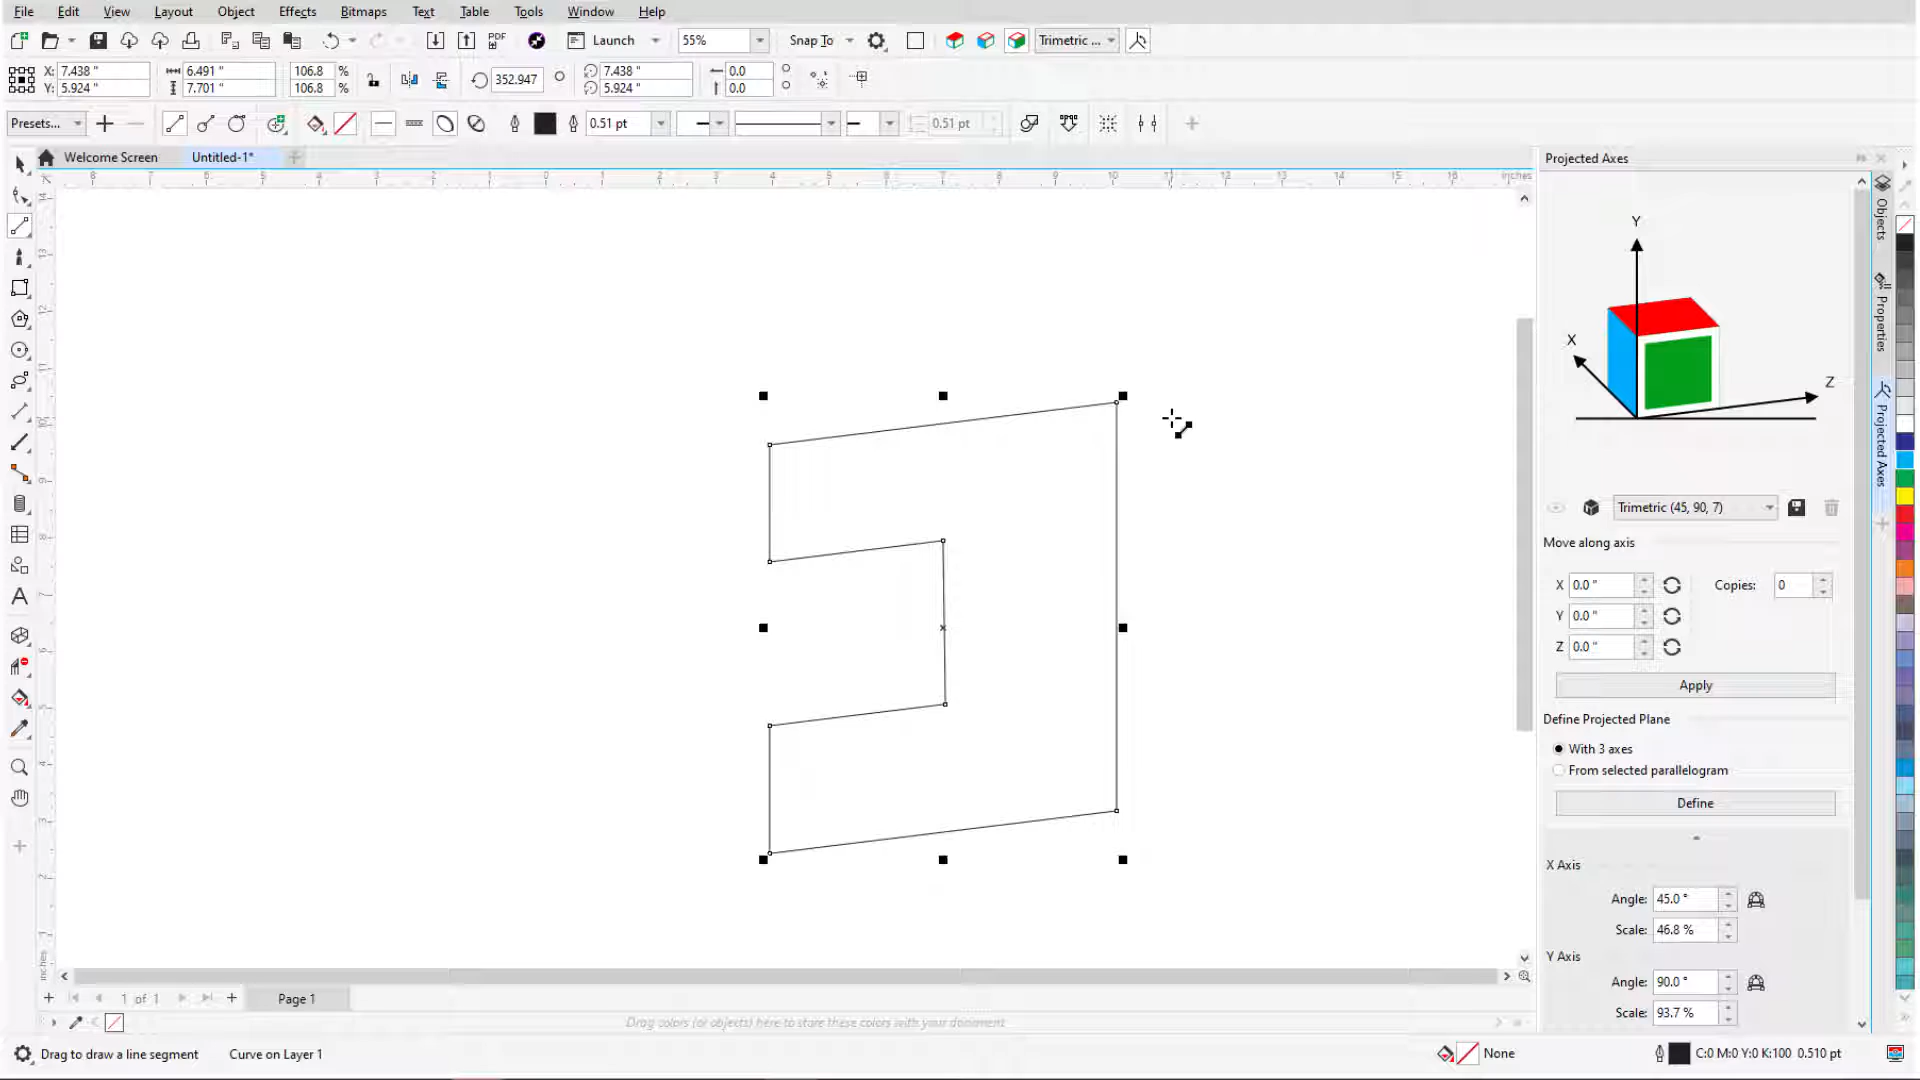 File Edit View Layout Object Effects Bitmaps Text Table Tools Window Help
PDF Launch 55% Snap To Trimetric ...
X: 7.438 " 6.491 " 106.8 % 352.947 7.438 " 0.0
Y: 5.924 " 7.701 " 106.8 % 5.924 " 0.0
Presets... 0.51 pt 0.51 pt
Welcome Screen Untitled-1*
Projected Axes
inches
Y
X
Z
Objects
Properties
Projected Axes
Trimetric (45, 90, 7)
Move along axis
X 0.0 " Copies: 0
Y 0.0 "
Z 0.0 "
Apply
Define Projected Plane
With 3 axes
From selected parallelogram
Define
X Axis
Angle: 45.0 °
Scale: 46.8 %
Y Axis
Angle: 90.0 °
Scale: 93.7 %
inches
1 of 1 Page 1
Drag colors (or objects) here to store these colors with your document
Drag to draw a line segment Curve on Layer 1 None C:0 M:0 Y:0 K:100 0.510 pt